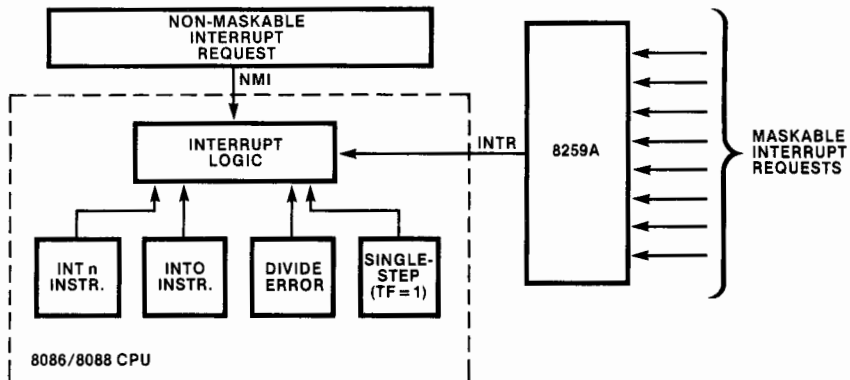 NON-MASKABLE
INTERRUPT
REQUEST
NMI
INTERRUPT
LOGIC
INTR
8259A
MASKABLE
INTERRUPT
REQUESTS
INT n
INSTR.
INTO
INSTR.
DIVIDE
ERROR
SINGLE-
STEP
(TF = 1)
8086/8088 CPU